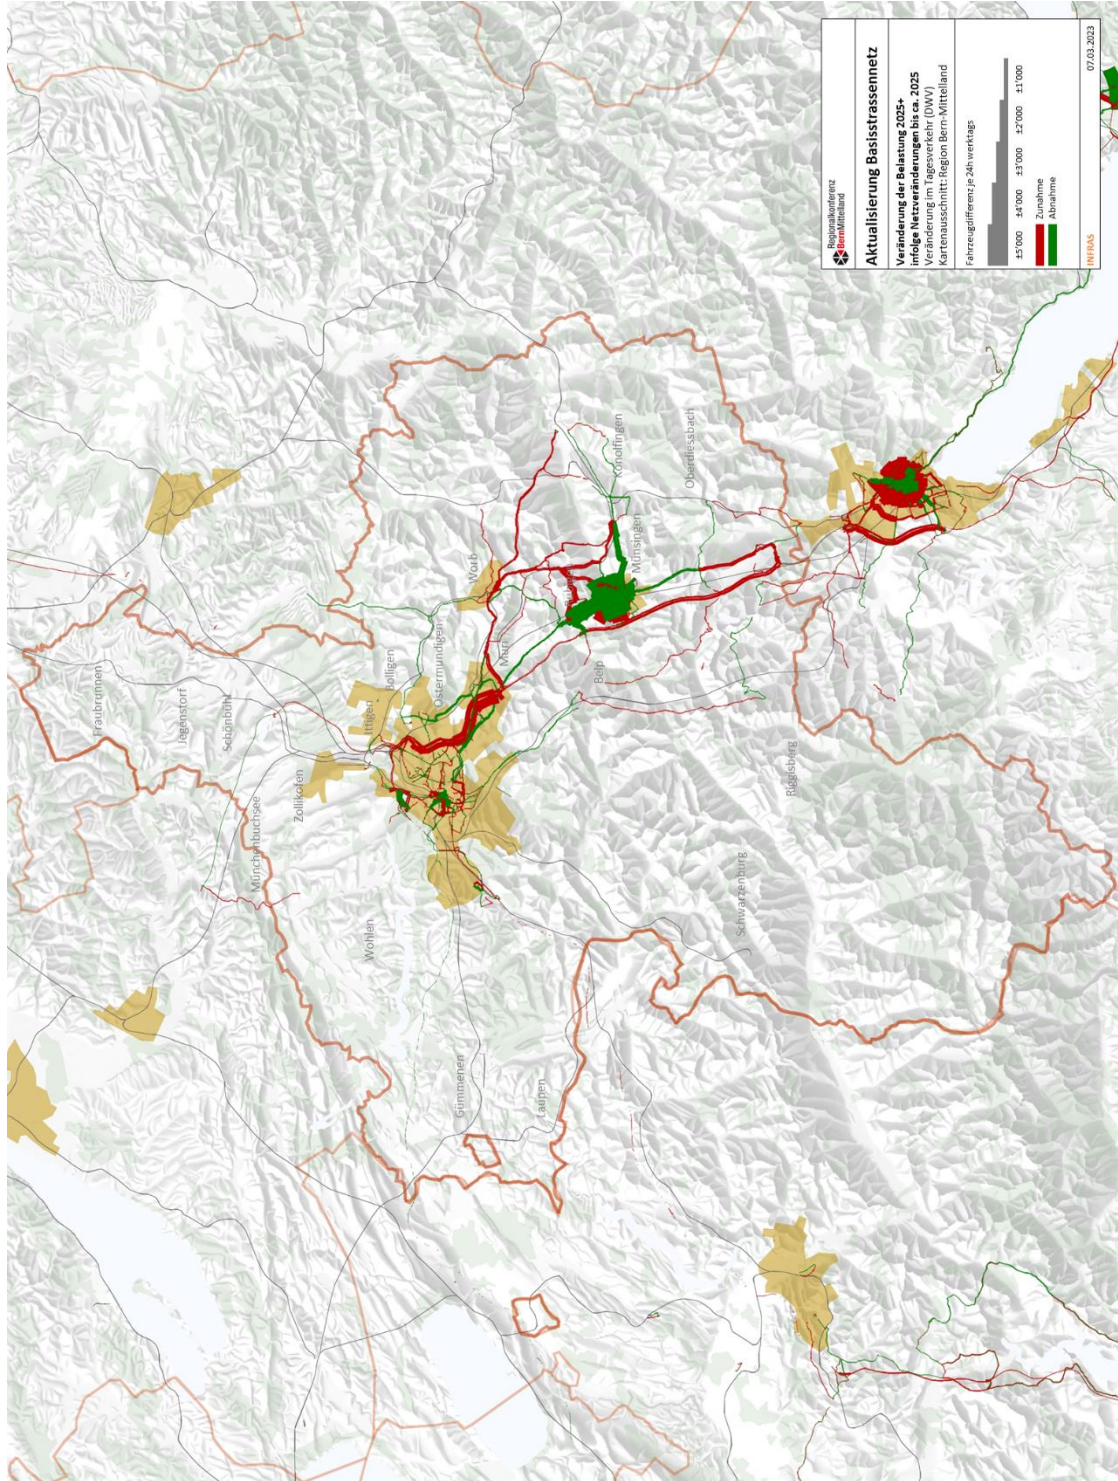 Regionalkonferenz
BernMittelland
Aktualisierung Basisstrassennetz
Veränderung der Belastung 2025+
infolge Netzveränderungen bis ca. 2025
Veränderung im Tagesverkehr (DWV)
Kartenausschnitt: Region Bern-Mittelland
Fahrzeugdifferenz je 24h werktags
±5'000 ±4'000 ±3'000 ±2'000 ±1'000
Zunahme
Abnahme
INFRAS 07.03.2023
Fraubrunnen
Jegenstorf
Schönbühl
Münchenbuchsee
Zollikofen
Ittigen
Bolligen
Wohlen
Ostermundigen
Worb
Gümmenen
Muri
Laupen
Belp
Konolfingen
Münsingen
Oberdiessbach
Schwarzenburg
Riggisberg